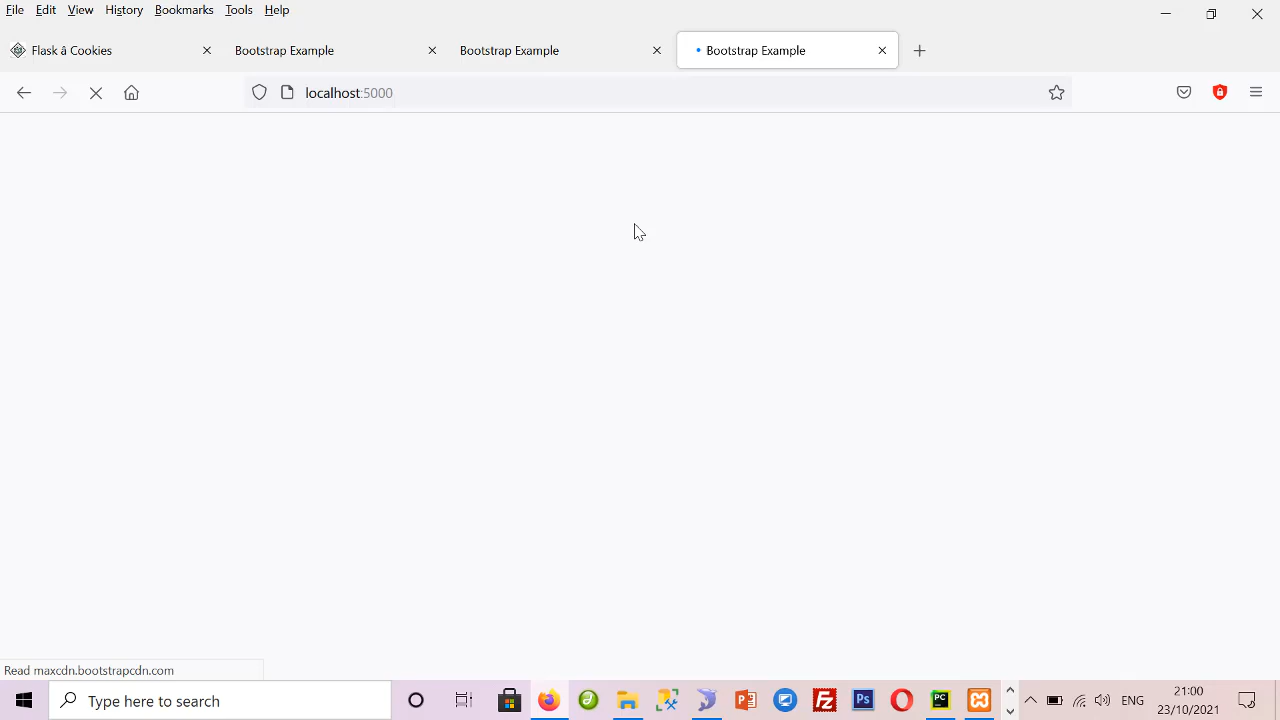 File Edit View History Bookmarks Tools Help
Flask â Cookies Bootstrap Example Bootstrap Example Bootstrap Example
localhost:5000
Read maxcdn.bootstrapcdn.com
Type here to search
ENG
21:00
23/10/2021